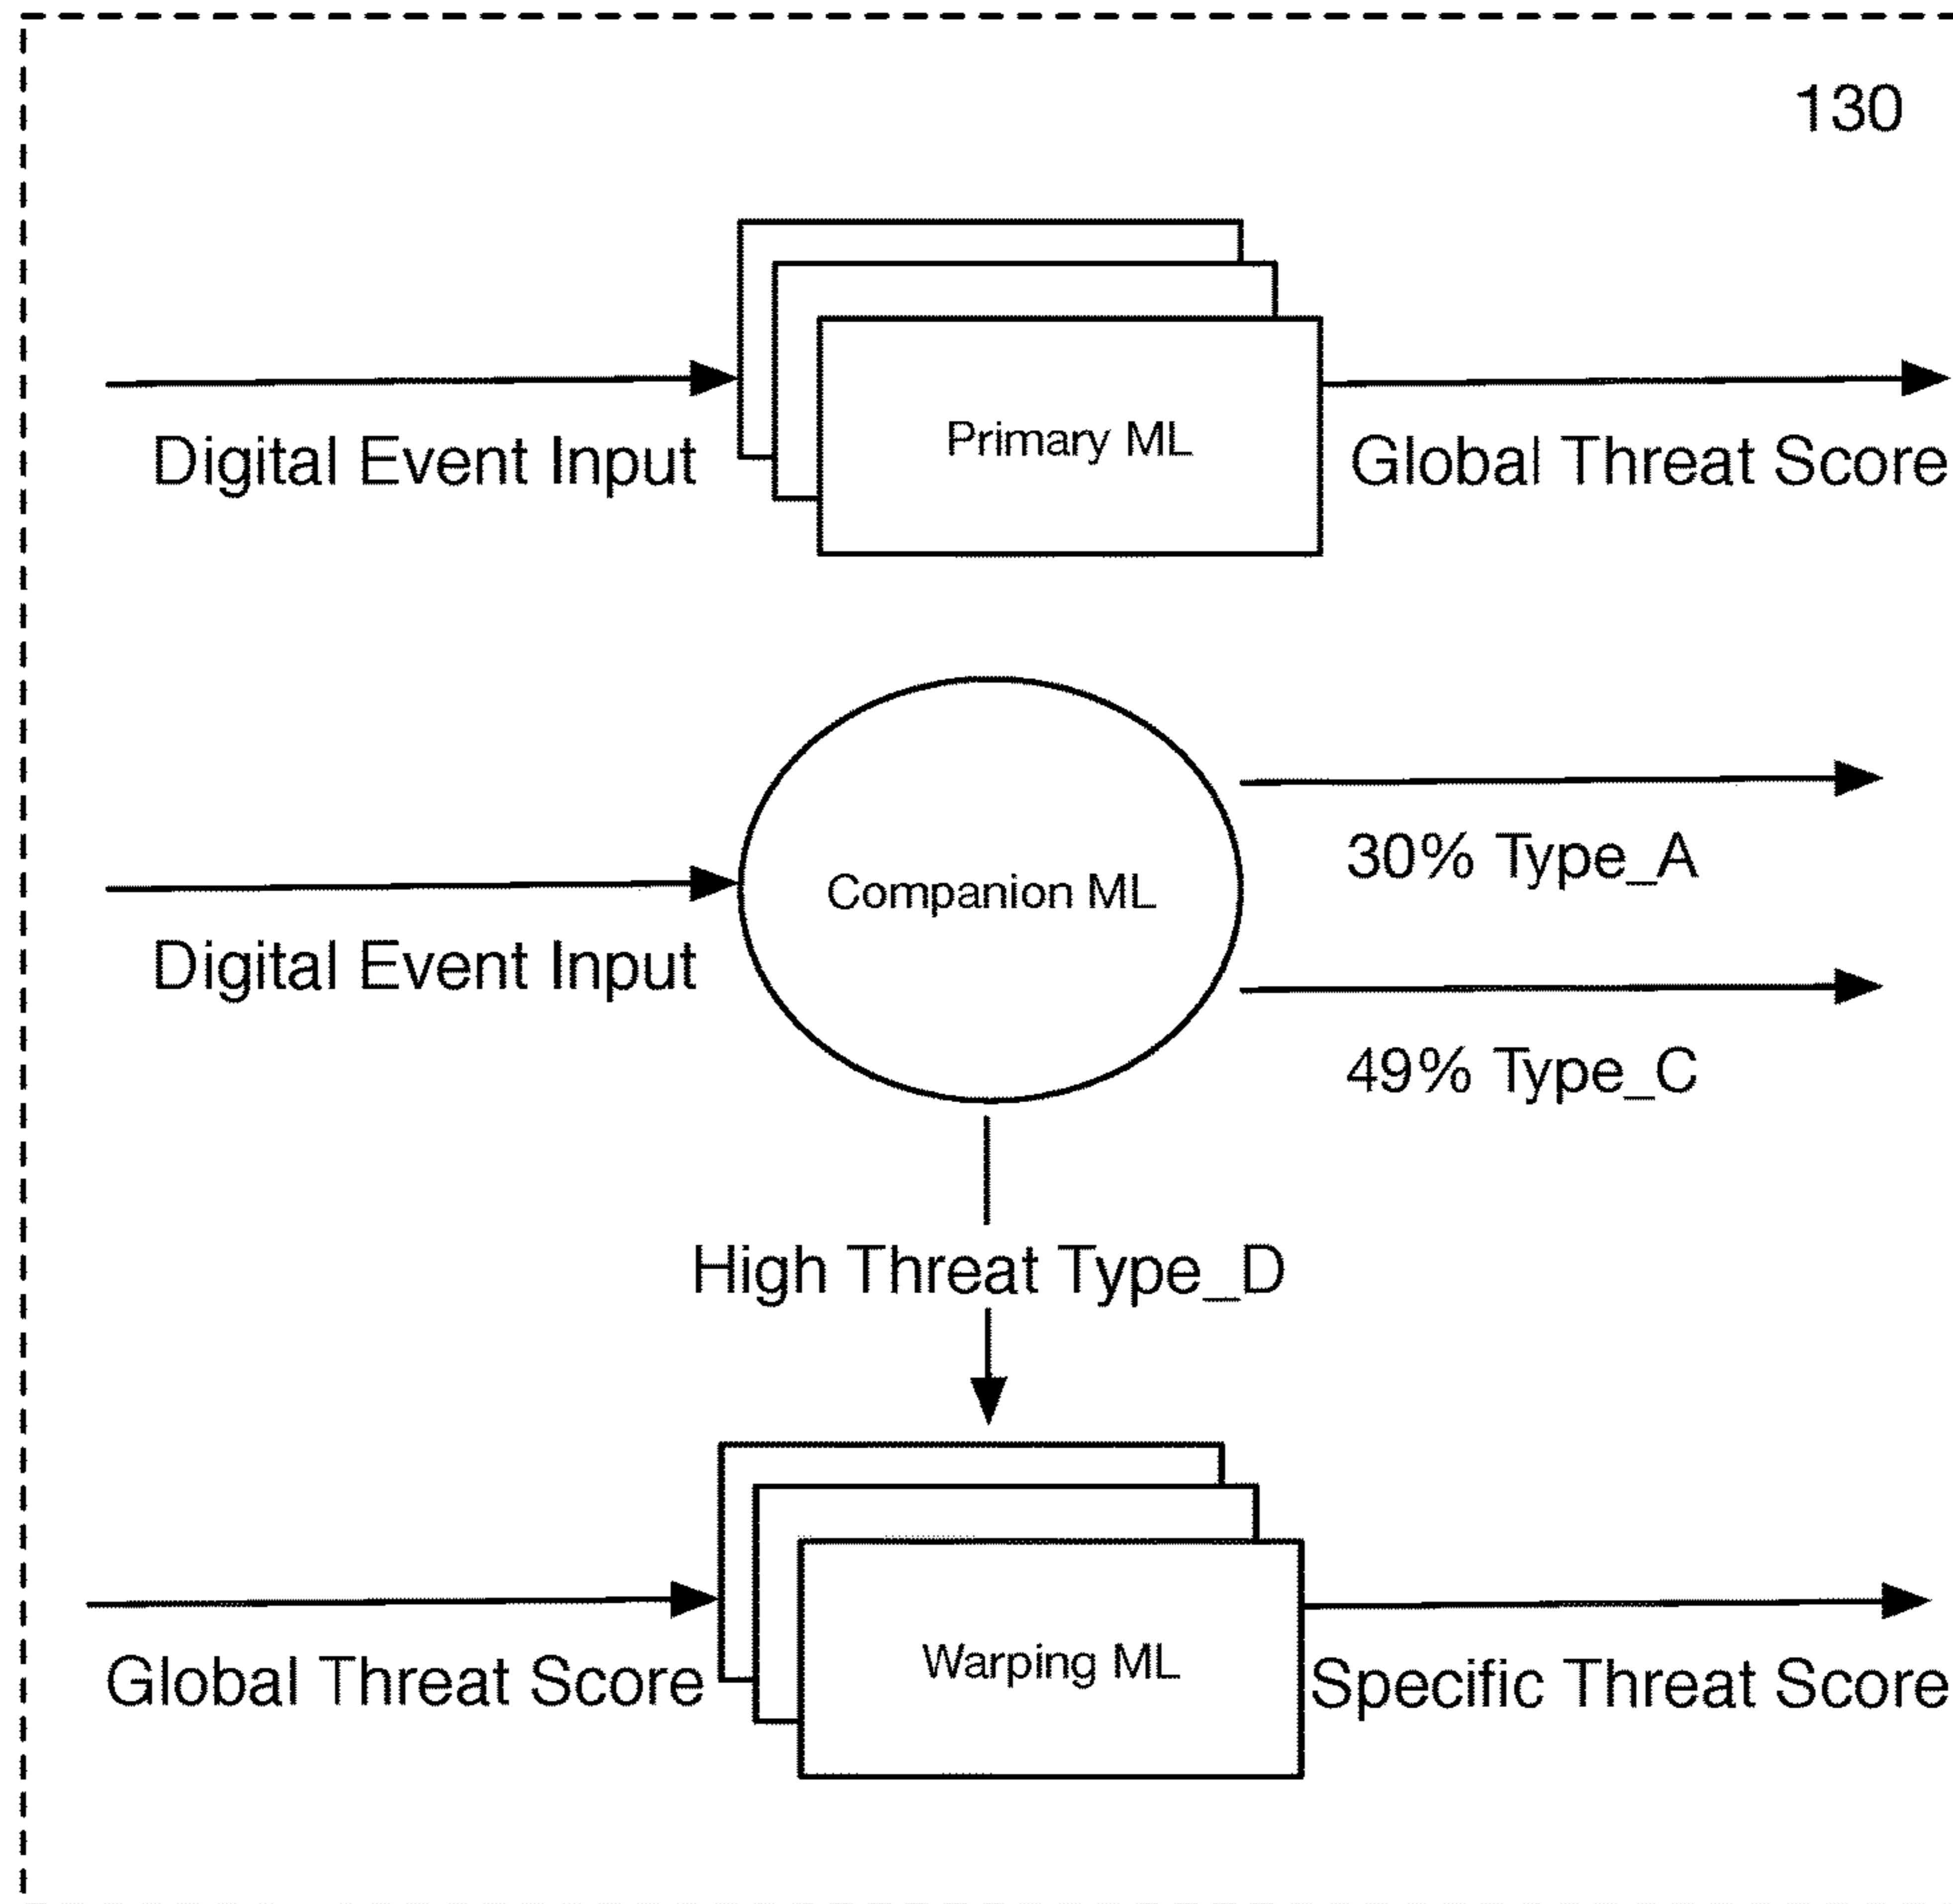 130
Primary ML
Digital Event Input
Global Threat Score
30% Type_A
Companion ML
Digital Event Input
49% Type_C
High Threat Type_D
Warping ML
Global Threat Score
Specific Threat Score